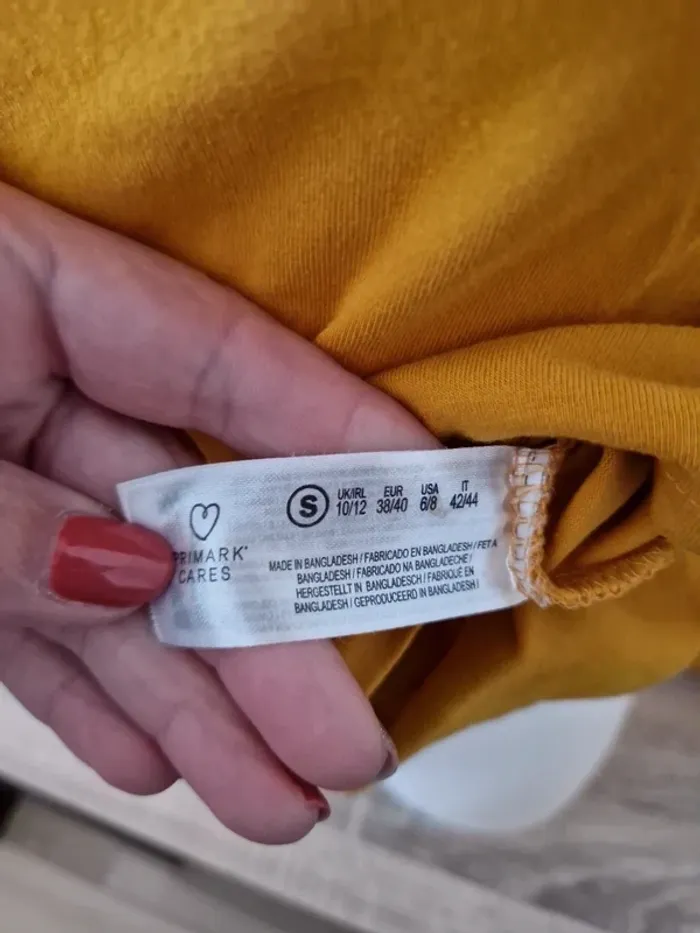 S
UK/IRL EUR USA IT
10/12 38/40 6/8 42/44
PRIMARK®
CARES
MADE IN BANGLADESH / FABRICADO EN BANGLADESH / FET A
BANGLADESH / FABRICADO NA BANGLADECHE /
HERGESTELLT IN BANGLADESCH / FABRIQUÉ EN
BANGLADESH / GEPRODUCEERD IN BANGLADESH /